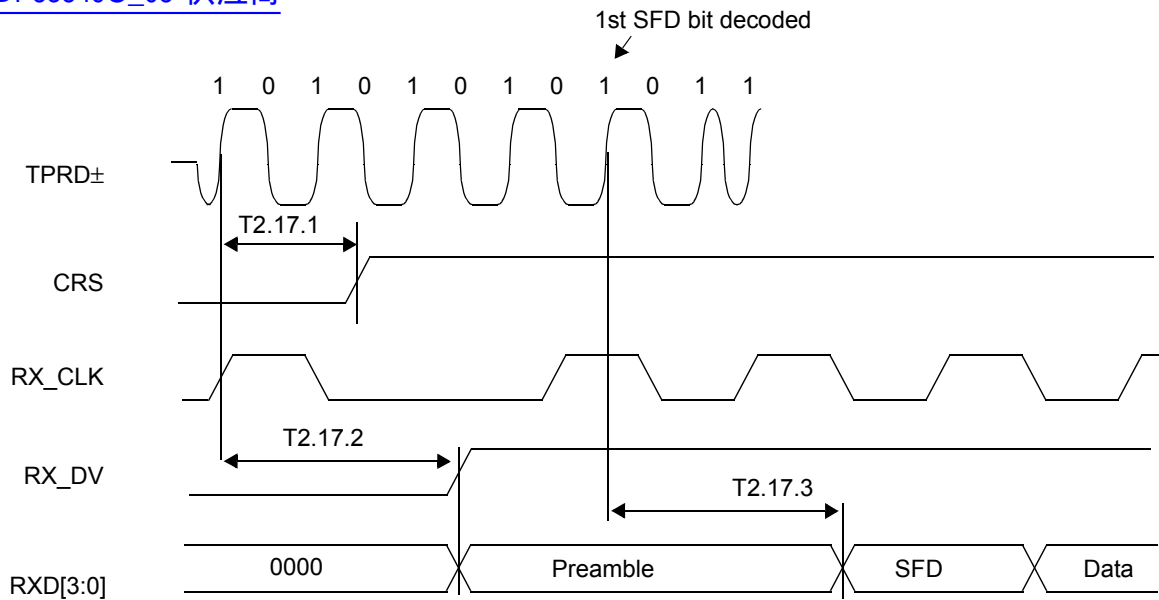 1st SFD bit decoded
1 0 1 0 1 0 1 0 1 0 1 1
TPRD±
T2.17.1
CRS
RX_CLK
T2.17.2
RX_DV
T2.17.3
RXD[3:0]
0000
Preamble
SFD
Data